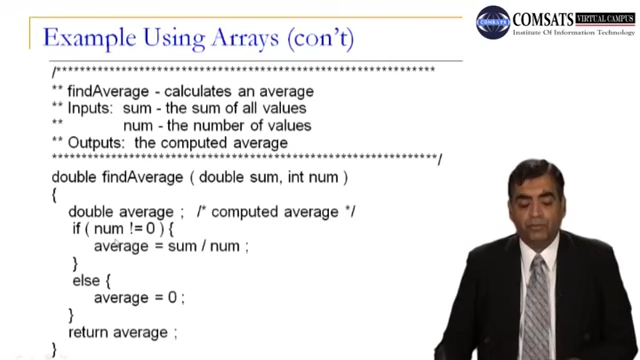 Example Using Arrays (con't)
COMSATS
VIRTUAL CAMPUS
Institute Of Information Technology
/****************************************************************
** findAverage - calculates an average
** Inputs: sum - the sum of all values
** num - the number of values
** Outputs: the computed average
*****************************************************************/
double findAverage ( double sum, int num )
{
double average ; /* computed average */
if ( num != 0 ) {
average = sum / num ;
}
else {
average = 0 ;
}
return average ;
}